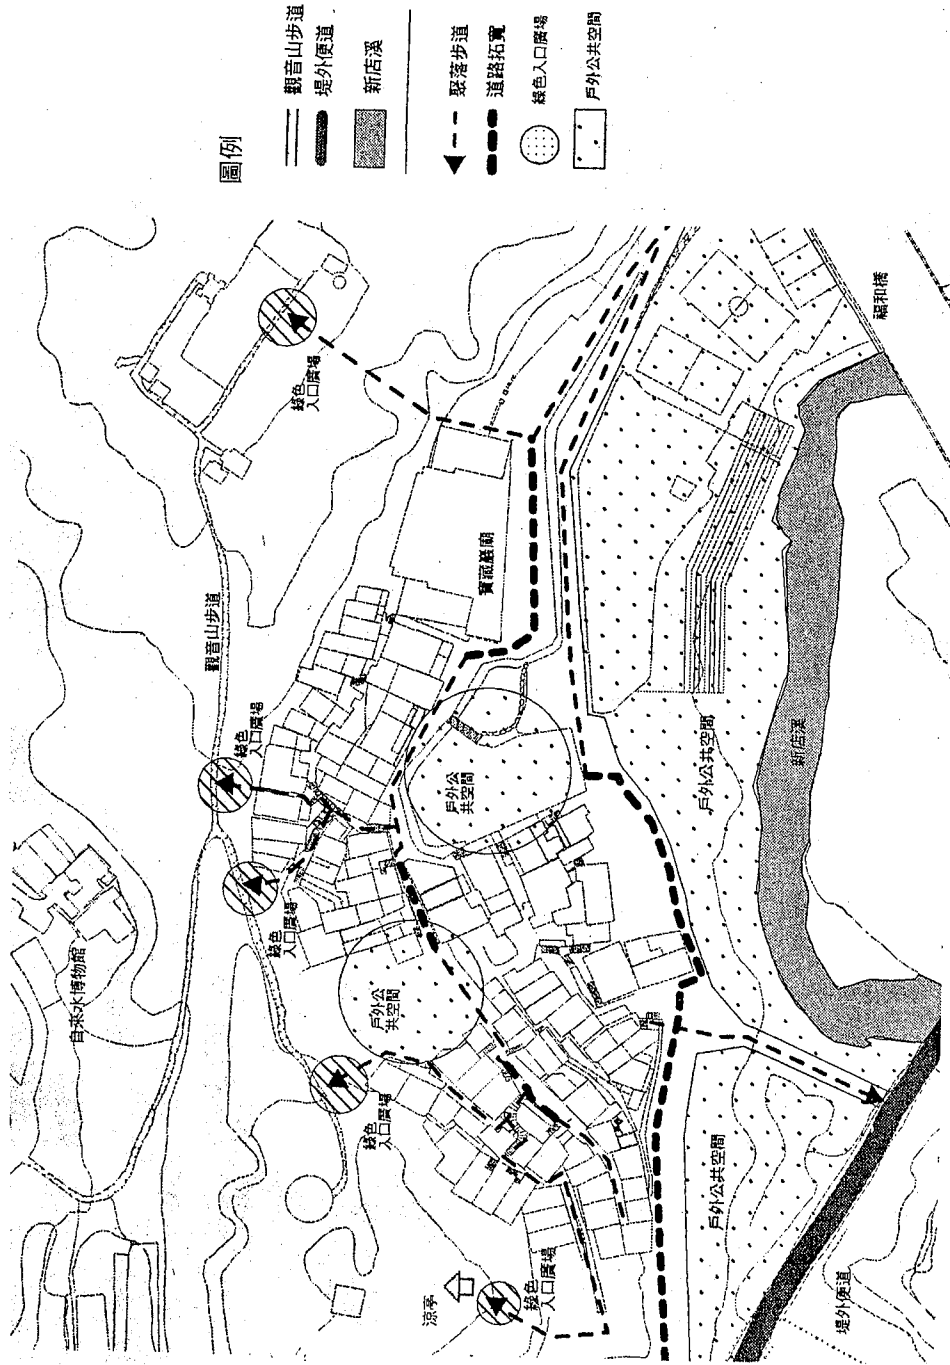 圖例
觀音山步道
堤外便道
新店溪
聚落步道
道路拓寬
綠色入口廣場
戶外公共空間
自來水博物館
觀音山步道
綠色
入口廣場
綠色
入口廣場
綠色
入口廣場
綠色
入口廣場
綠色
入口廣場
涼亭
寶藏巖廟
戶外公
共空間
戶外公
共空間
戶外公共空間
戶外公共空間
新店溪
福和橋
堤外便道